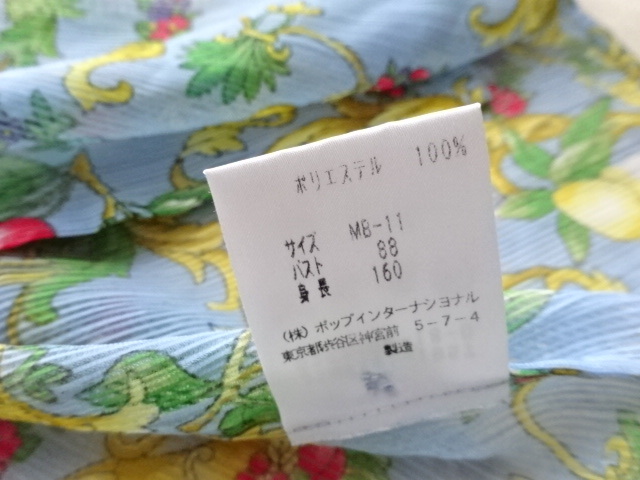 ポリエステル 100%
サイズ MB-11
バスト 88
身長 160
(株) ポップインターナショナル
東京都渋谷区神宮前 5-7-4
製造